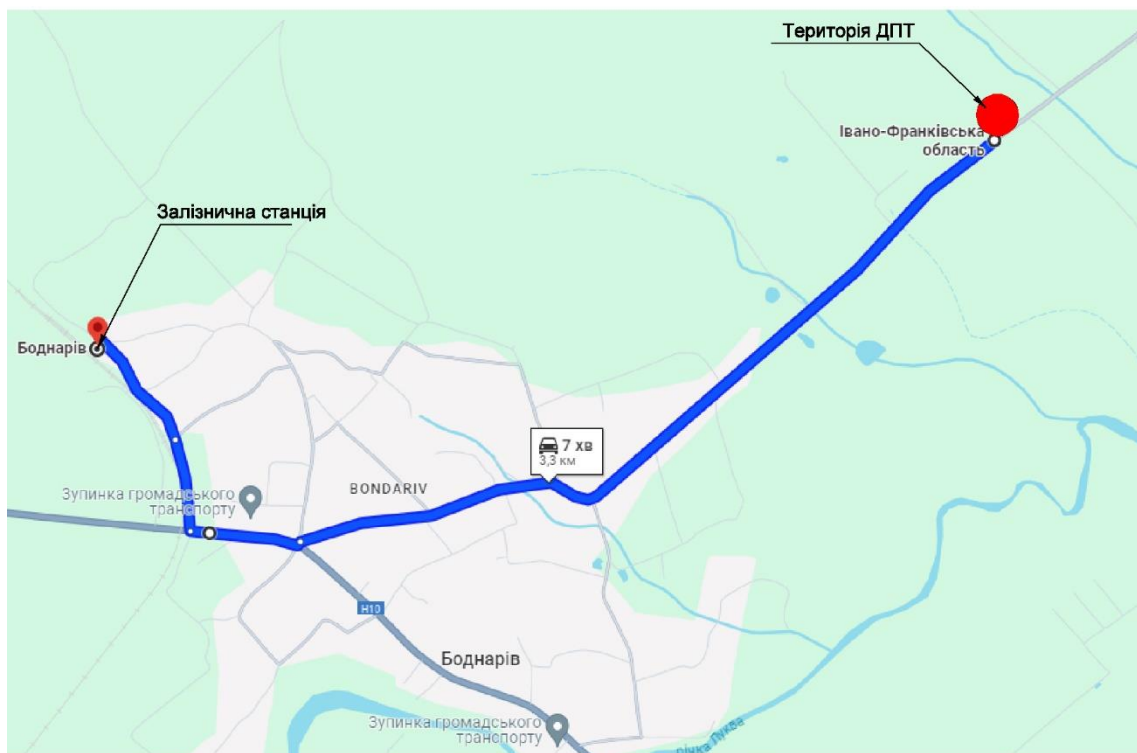 Територія ДПТ
Івано-Франківська
область
Залізнична станція
Боднарів
7 хв
3,3 км
Зупинка громадського
транспорту
BONDARIV
H10
Боднарів
Зупинка громадського
транспорту
річка Луква